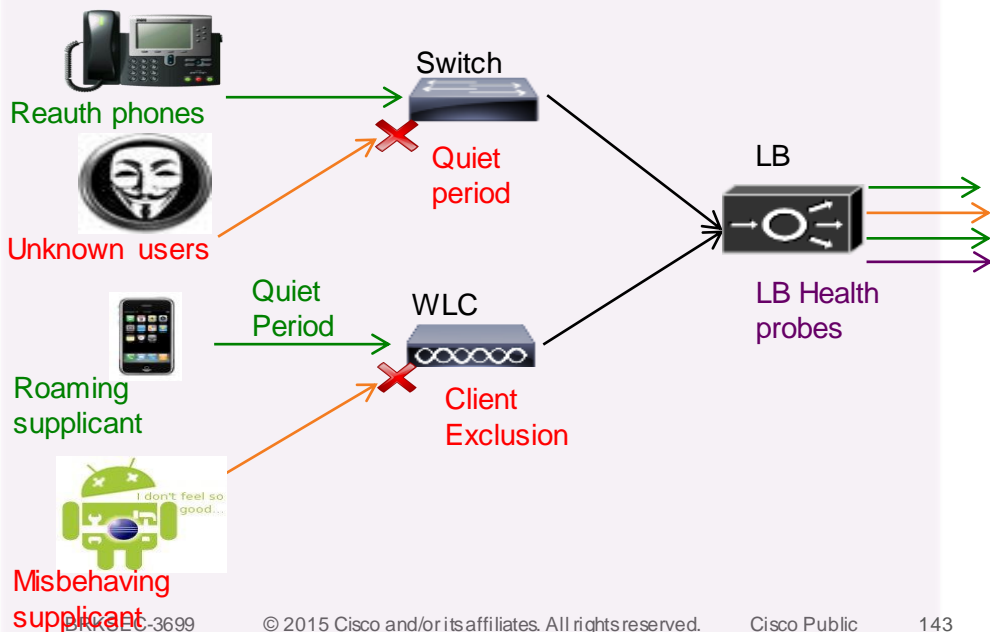 Reauth phones
Switch
Quiet
period
Unknown users
LB
LB Health
probes
Quiet
Period
WLC
Roaming
supplicant
Client
Exclusion
I don't feel so
good...
Misbehaving
supplicant
BRKSEC-3699 © 2015 Cisco and/or its affiliates. All rights reserved. Cisco Public 143